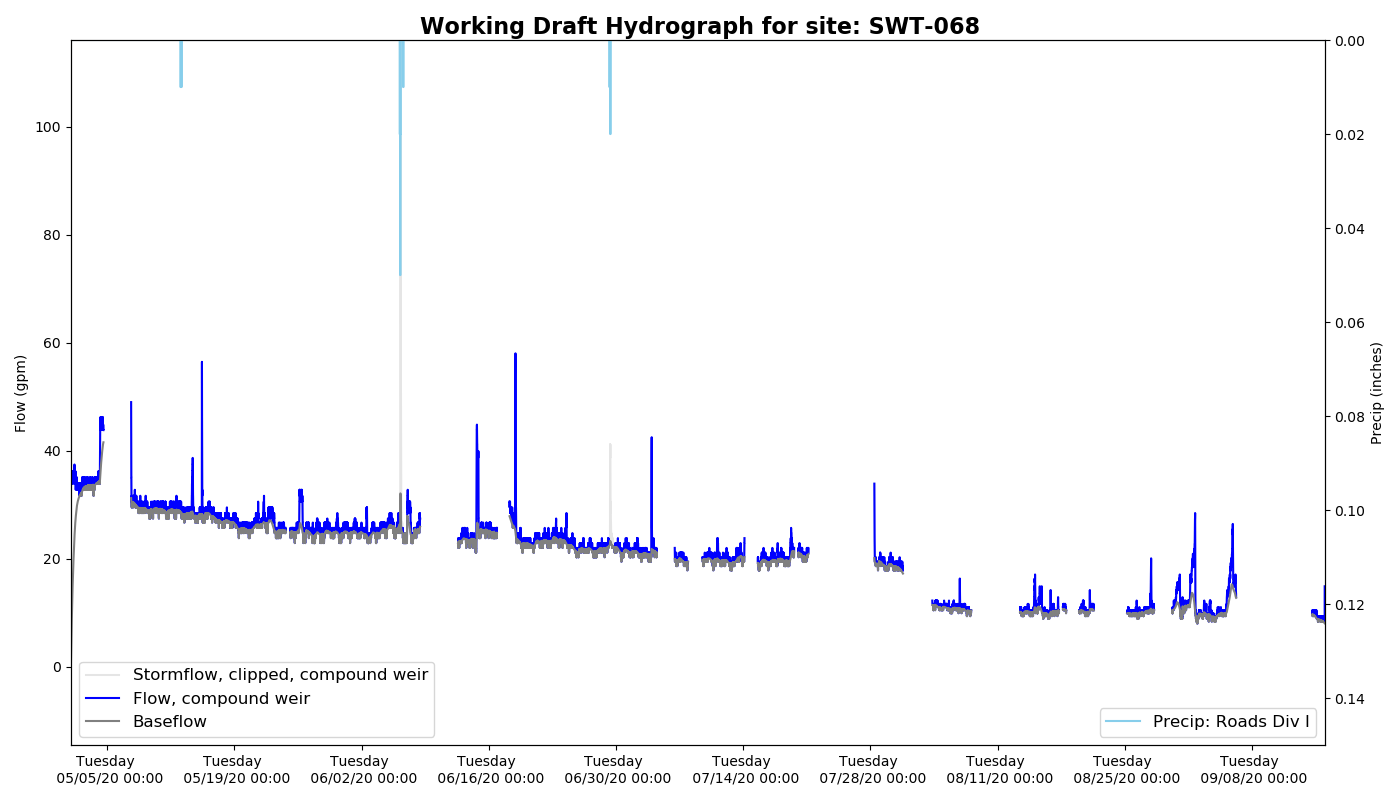 Working Draft Hydrograph for site: SWT-068
Flow (gpm)
100
80
60
40
20
0
0.00
0.02
0.04
0.06
0.08
0.10
0.12
0.14
Precip (inches)
Stormflow, clipped, compound weir
Flow, compound weir
Baseflow
Precip: Roads Div I
Tuesday
05/05/20 00:00
Tuesday
05/19/20 00:00
Tuesday
06/02/20 00:00
Tuesday
06/16/20 00:00
Tuesday
06/30/20 00:00
Tuesday
07/14/20 00:00
Tuesday
07/28/20 00:00
Tuesday
08/11/20 00:00
Tuesday
08/25/20 00:00
Tuesday
09/08/20 00:00